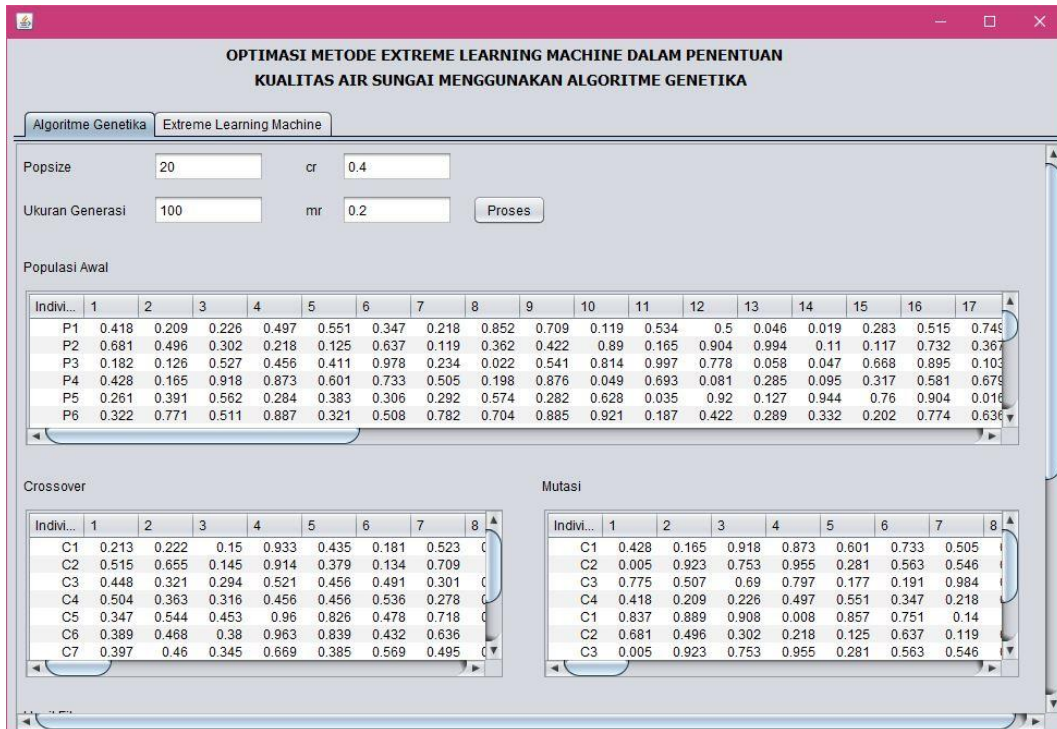 OPTIMASI METODE EXTREME LEARNING MACHINE DALAM PENENTUAN
KUALITAS AIR SUNGAI MENGGUNAKAN ALGORITME GENETIKA
Algoritme Genetika Extreme Learning Machine
Popsize 20 cr 0.4
Ukuran Generasi 100 mr 0.2 Proses
Populasi Awal
Indivi... 1 2 3 4 5 6 7 8 9 10 11 12 13 14 15 16 17
P1 0.418 0.209 0.226 0.497 0.551 0.347 0.218 0.852 0.709 0.119 0.534 0.5 0.046 0.019 0.283 0.515 0.749
P2 0.681 0.496 0.302 0.218 0.125 0.637 0.119 0.362 0.422 0.89 0.165 0.904 0.994 0.11 0.117 0.732 0.367
P3 0.182 0.126 0.527 0.456 0.411 0.978 0.234 0.022 0.541 0.814 0.997 0.778 0.058 0.047 0.668 0.895 0.103
P4 0.428 0.165 0.918 0.873 0.601 0.733 0.505 0.198 0.876 0.049 0.693 0.081 0.285 0.095 0.317 0.581 0.679
P5 0.261 0.391 0.562 0.284 0.383 0.306 0.292 0.574 0.282 0.628 0.035 0.92 0.127 0.944 0.76 0.904 0.016
P6 0.322 0.771 0.511 0.887 0.321 0.508 0.782 0.704 0.885 0.921 0.187 0.422 0.289 0.332 0.202 0.774 0.636
Crossover
Indivi... 1 2 3 4 5 6 7 8
C1 0.213 0.222 0.15 0.933 0.435 0.181 0.523
C2 0.515 0.655 0.145 0.914 0.379 0.134 0.709
C3 0.448 0.321 0.294 0.521 0.456 0.491 0.301
C4 0.504 0.363 0.316 0.456 0.456 0.536 0.278
C5 0.347 0.544 0.453 0.96 0.826 0.478 0.718
C6 0.389 0.468 0.38 0.963 0.839 0.432 0.636
C7 0.397 0.46 0.345 0.669 0.385 0.569 0.495
Mutasi
Indivi... 1 2 3 4 5 6 7 8
C1 0.428 0.165 0.918 0.873 0.601 0.733 0.505
C2 0.005 0.923 0.753 0.955 0.281 0.563 0.546
C3 0.775 0.507 0.69 0.797 0.177 0.191 0.984
C4 0.418 0.209 0.226 0.497 0.551 0.347 0.218
C1 0.837 0.889 0.908 0.008 0.857 0.751 0.14
C2 0.681 0.496 0.302 0.218 0.125 0.637 0.119
C3 0.005 0.923 0.753 0.955 0.281 0.563 0.546